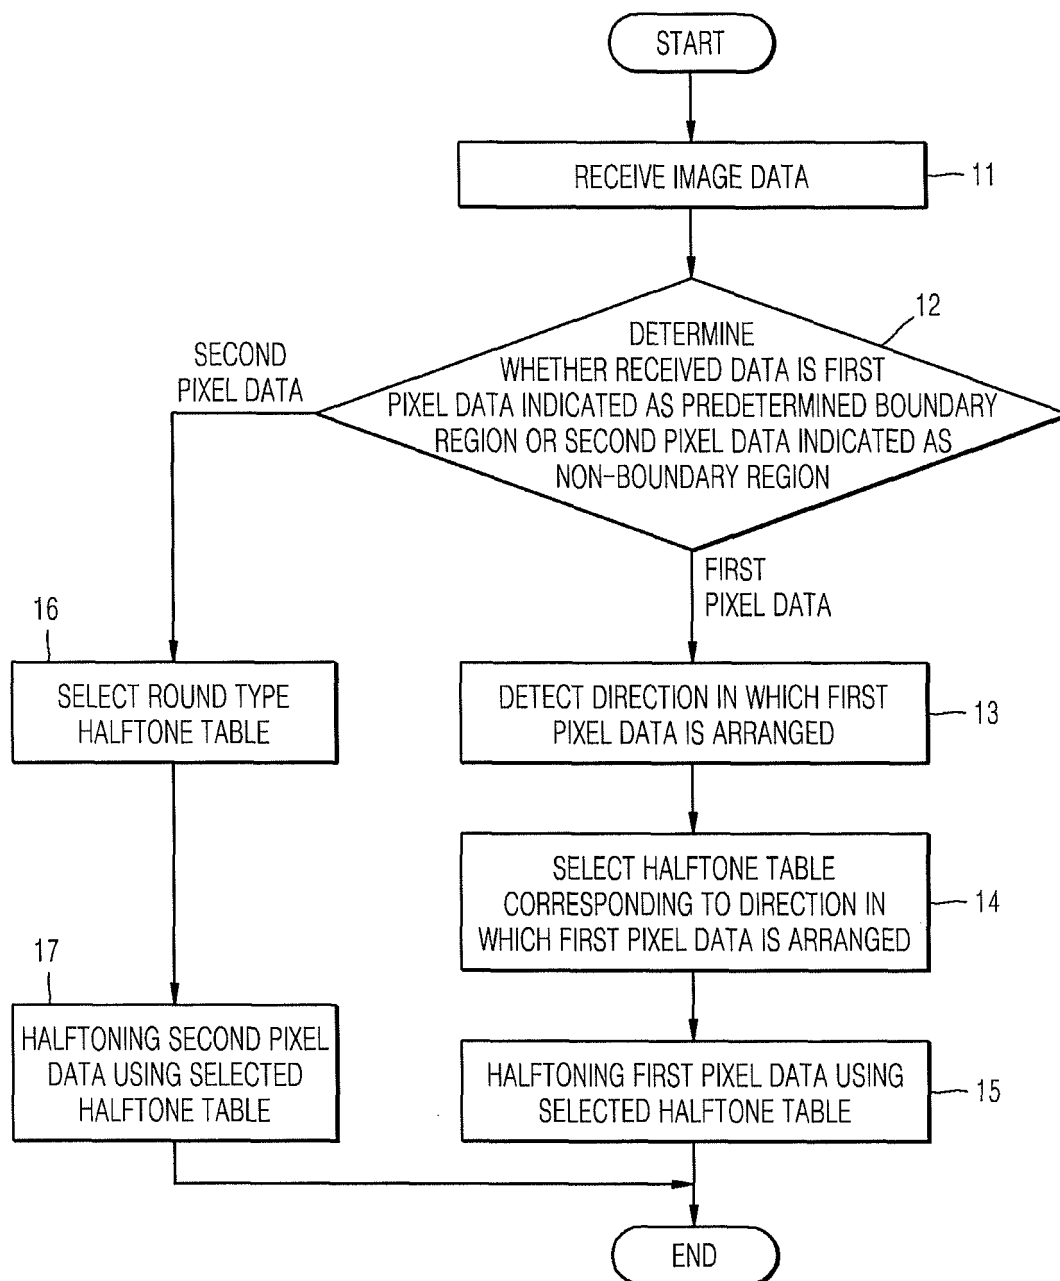 START
RECEIVE IMAGE DATA
11
12
DETERMINE
WHETHER RECEIVED DATA IS FIRST
PIXEL DATA INDICATED AS PREDETERMINED BOUNDARY
REGION OR SECOND PIXEL DATA INDICATED AS
NON-BOUNDARY REGION
SECOND
PIXEL DATA
FIRST
PIXEL DATA
16
SELECT ROUND TYPE
HALFTONE TABLE
DETECT DIRECTION IN WHICH FIRST
PIXEL DATA IS ARRANGED
13
SELECT HALFTONE TABLE
CORRESPONDING TO DIRECTION IN
WHICH FIRST PIXEL DATA IS ARRANGED
14
17
HALFTONING SECOND PIXEL
DATA USING SELECTED
HALFTONE TABLE
HALFTONING FIRST PIXEL DATA USING
SELECTED HALFTONE TABLE
15
END